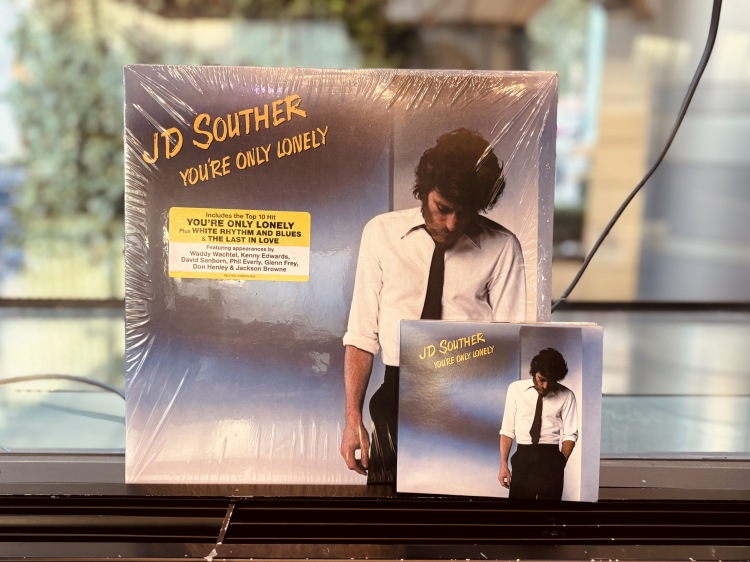 JD SOUTHER
YOU'RE ONLY LONELY
Includes the Top 10 Hit
YOU'RE ONLY LONELY
Plus WHITE RHYTHM AND BLUES
& THE LAST IN LOVE
Featuring appearances by
Waddy Wachtel, Kenny Edwards,
David Sanborn, Phil Everly, Glenn Frey,
Don Henley & Jackson Browne
JD SOUTHER
YOU'RE ONLY LONELY